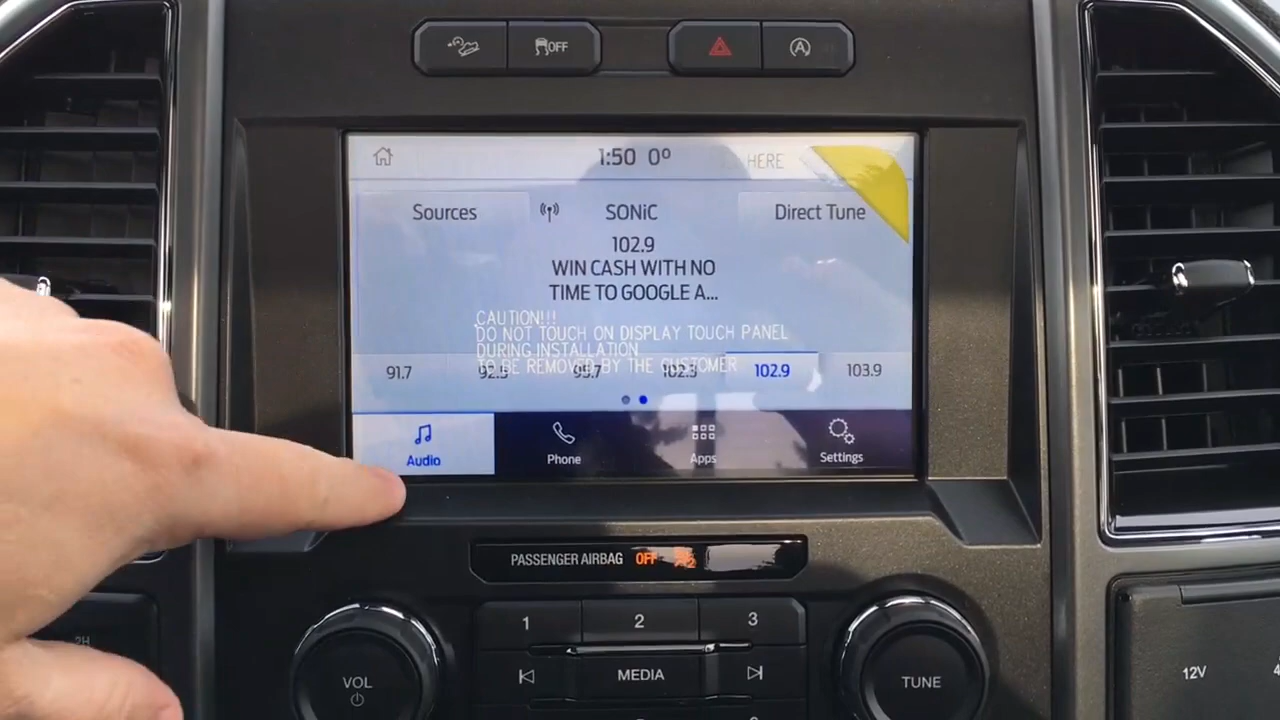 OFF
A
1:50 0°
HERE
Sources
SONiC
Direct Tune
102.9
WIN CASH WITH NO
TIME TO GOOGLE A...
CAUTION!!!
DO NOT TOUCH ON DISPLAY TOUCH PANEL
DURING INSTALLATION
TO BE REMOVED BY THE CUSTOMER
91.7 92.5 95.7 102.3 102.9 103.9
Audio Phone Apps Settings
PASSENGER AIRBAG OFF
1 2 3
VOL
MEDIA
TUNE
2H
12V